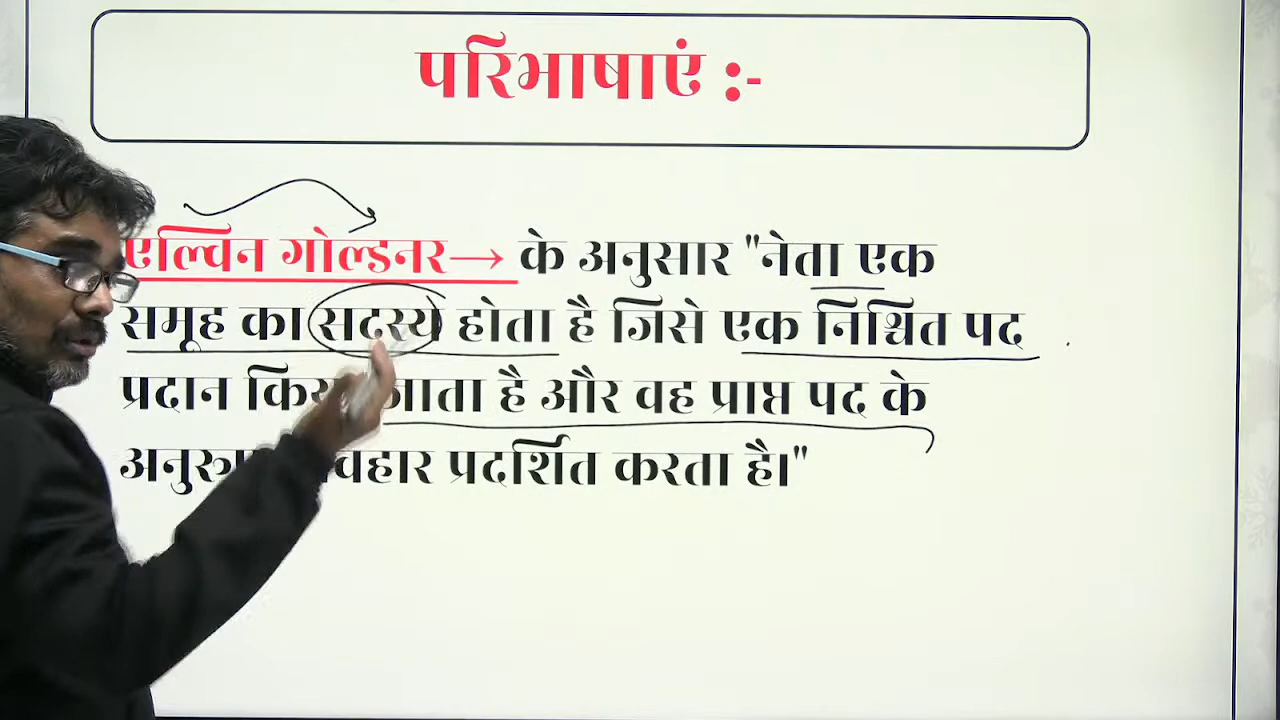 परिभाषाएं :-
एल्विन गोल्डनर→ के अनुसार "नेता एक
समूह का सदस्य होता है जिसे एक निश्चित पद
प्रदान जाता है और वह प्राप्त पद के
प्रदर्शित करता है।"